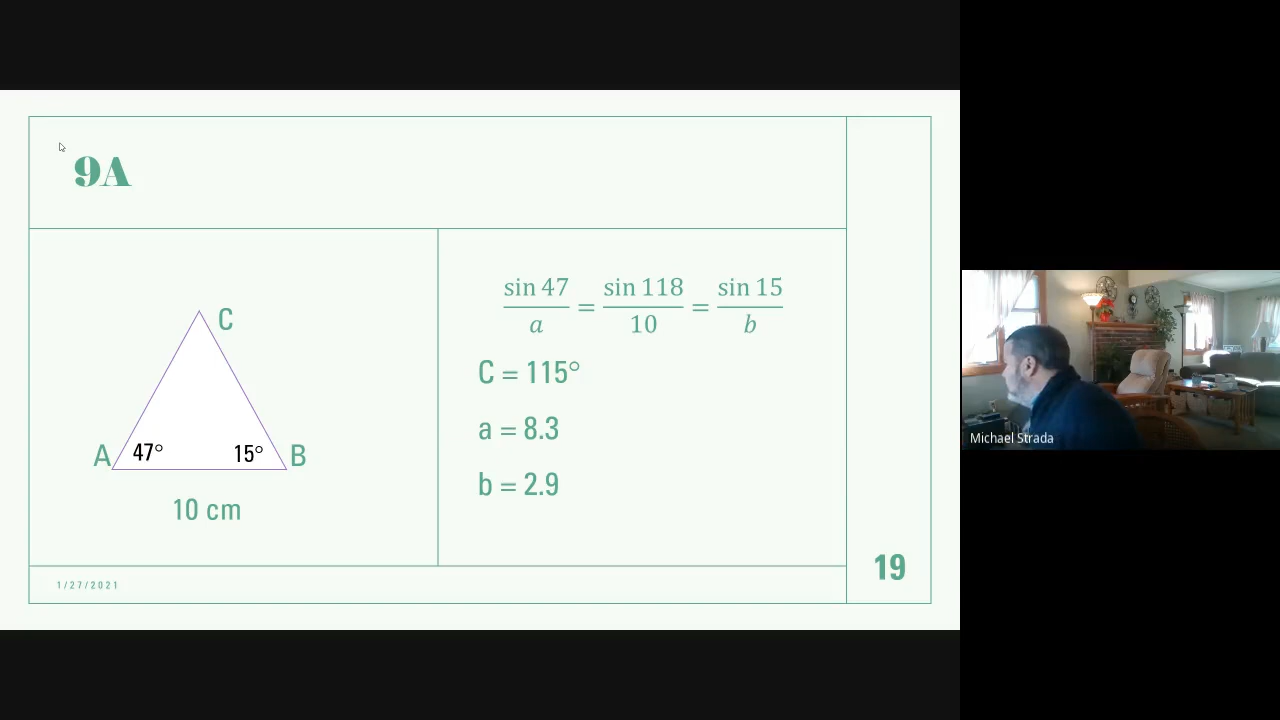 9A
C
A 47° 15° B
10 cm
sin 47 / a = sin 118 / 10 = sin 15 / b
C = 115°
a = 8.3
b = 2.9
1/27/2021
19
Michael Strada